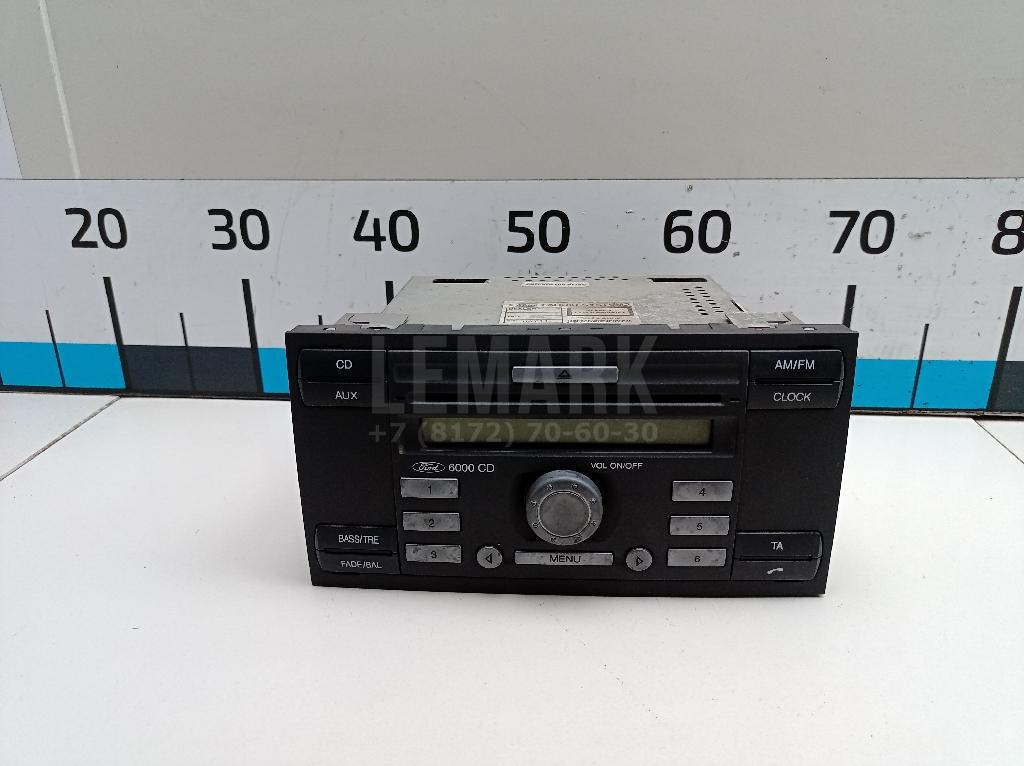 20 30 40 50 60 70 8
CD
AM/FM
AUX
CLOCK
LEMARK
+7 (8172) 70-60-30
Ford 6000 CD
VOL ON/OFF
1
4
2
5
BASS/TRE
TA
3
MENU
6
FADE/BAL